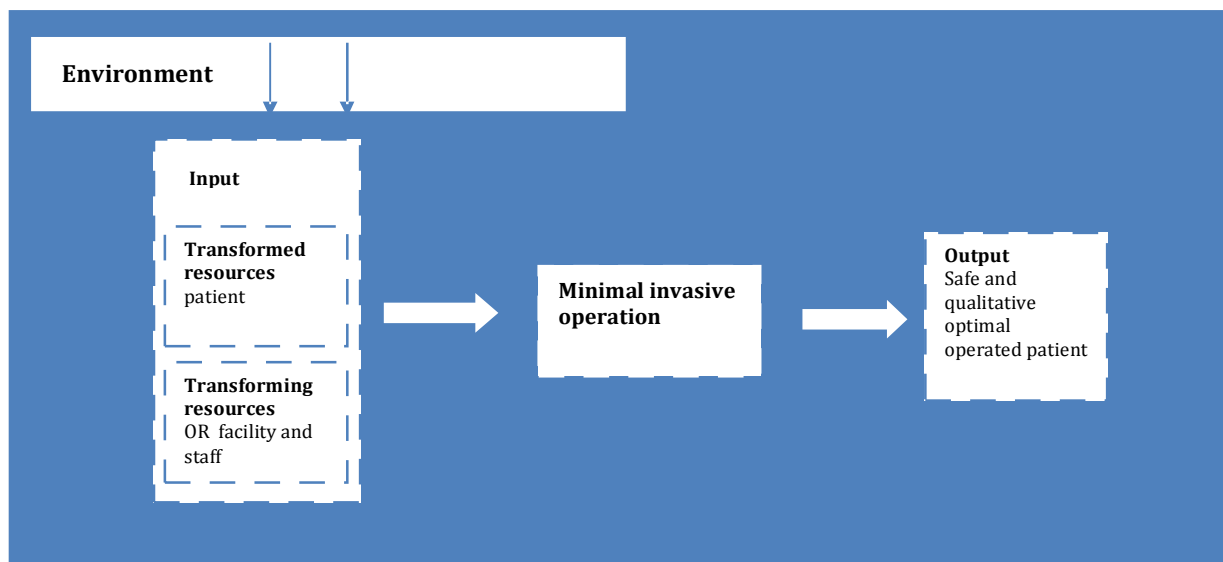 Environment
Input
Transformed
resources
patient
Transforming
resources
OR facility and
staff
Minimal invasive
operation
Output
Safe and
qualitative
optimal
operated patient